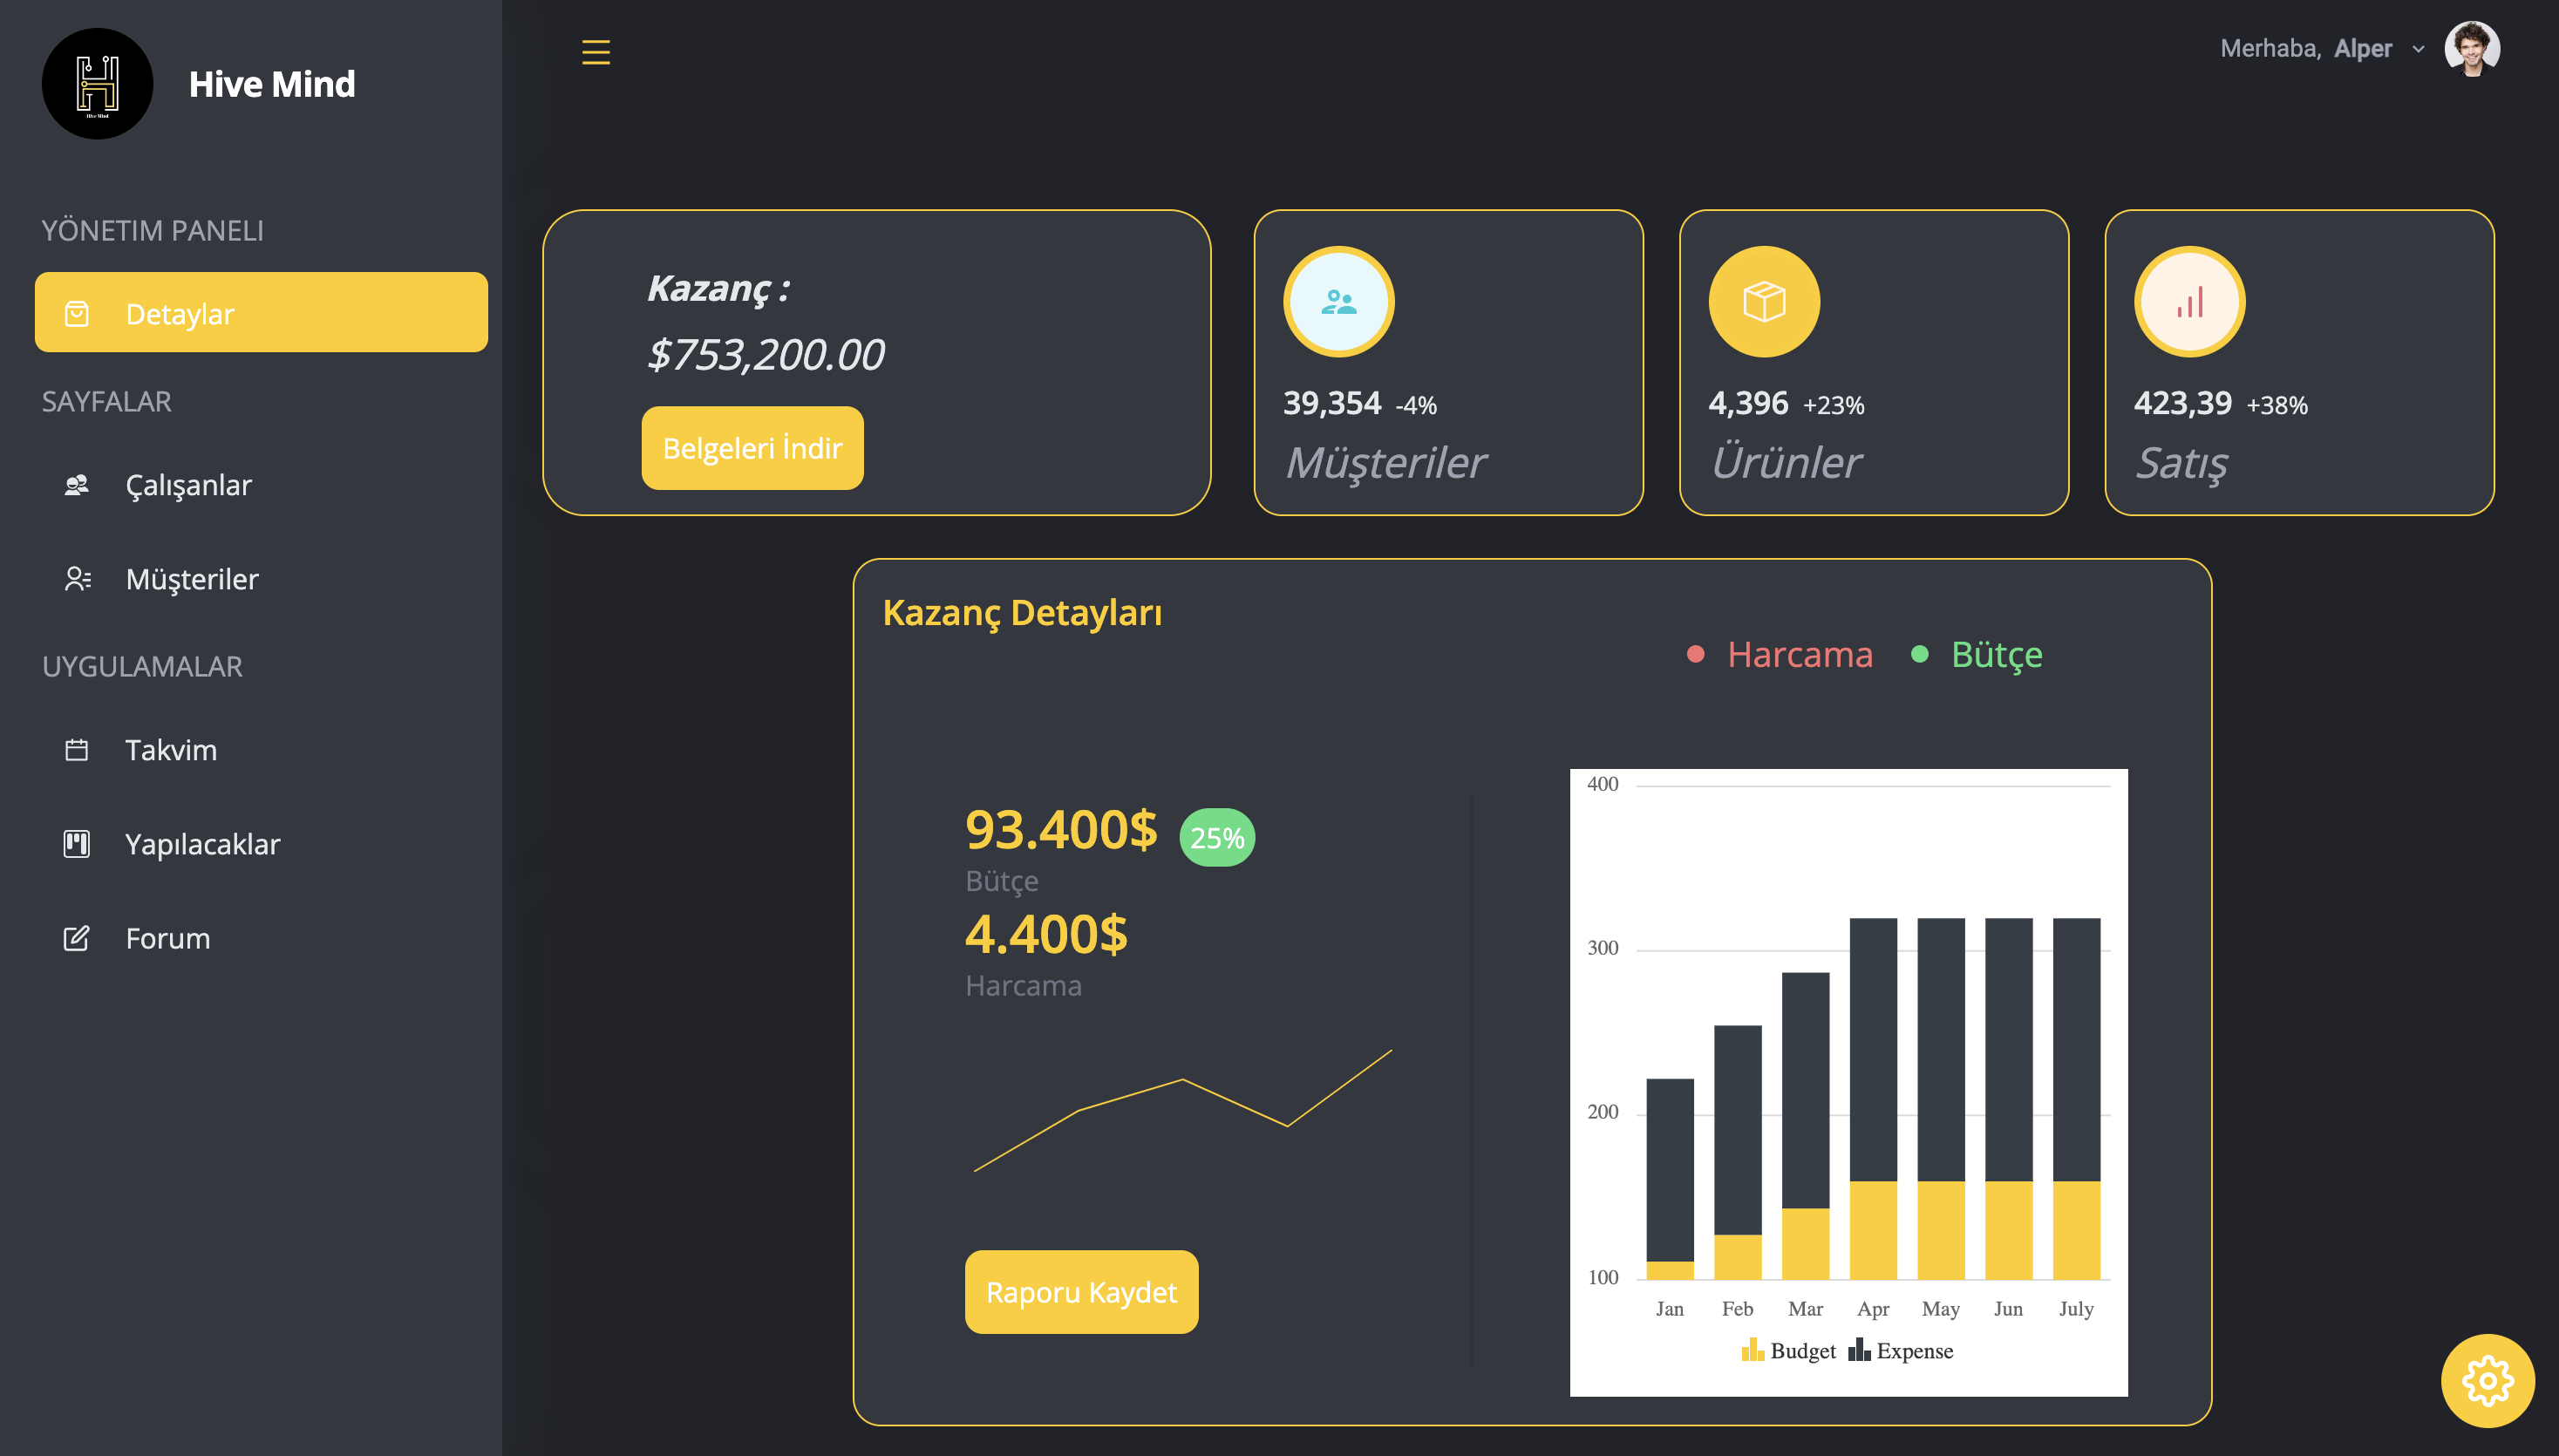 Hive Mind
Hive Mind
Merhaba, Alper
YÖNETIM PANELI
Detaylar
SAYFALAR
Çalışanlar
Müşteriler
UYGULAMALAR
Takvim
Yapılacaklar
Forum
Kazanç :
$753,200.00
Belgeleri İndir
39,354 -4%
Müşteriler
4,396 +23%
Ürünler
423,39 +38%
Satış
Kazanç Detayları
Harcama Bütçe
93.400$ 25%
Bütçe
4.400$
Harcama
Raporu Kaydet
400
300
200
100
Jan Feb Mar Apr May Jun July
Budget Expense